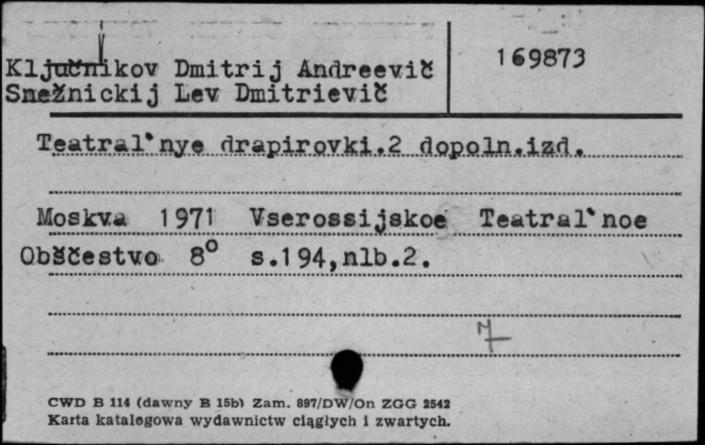 Ključnikov Dmitrij Andreevič
169873
Snežnickij Lev Dmitrievič
Teatral'nye drapirovki.2 dopoln.izd.
Moskva 1971 Vserossijskoe Teatral'noe
Obščestvo 8° s.194,nlb.2.
7
CWD B 114 (dawny B 15b) Zam. 897/DW/On ZGG 2542
Karta katalogowa wydawnictw ciągłych i zwartych.